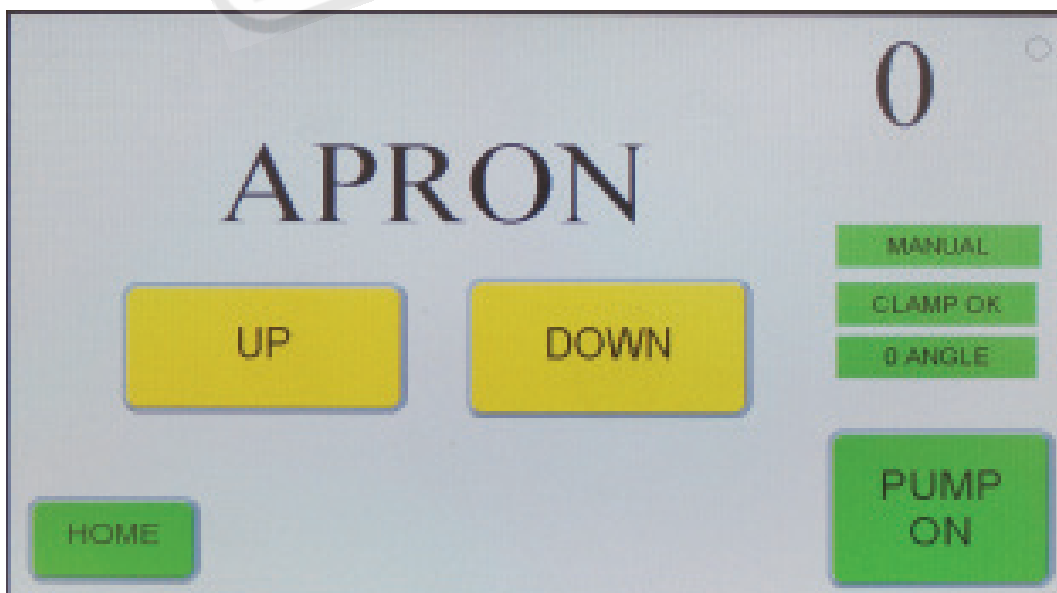 0
APRON
MANUAL
CLAMP OK
0 ANGLE
UP
DOWN
PUMP
ON
HOME